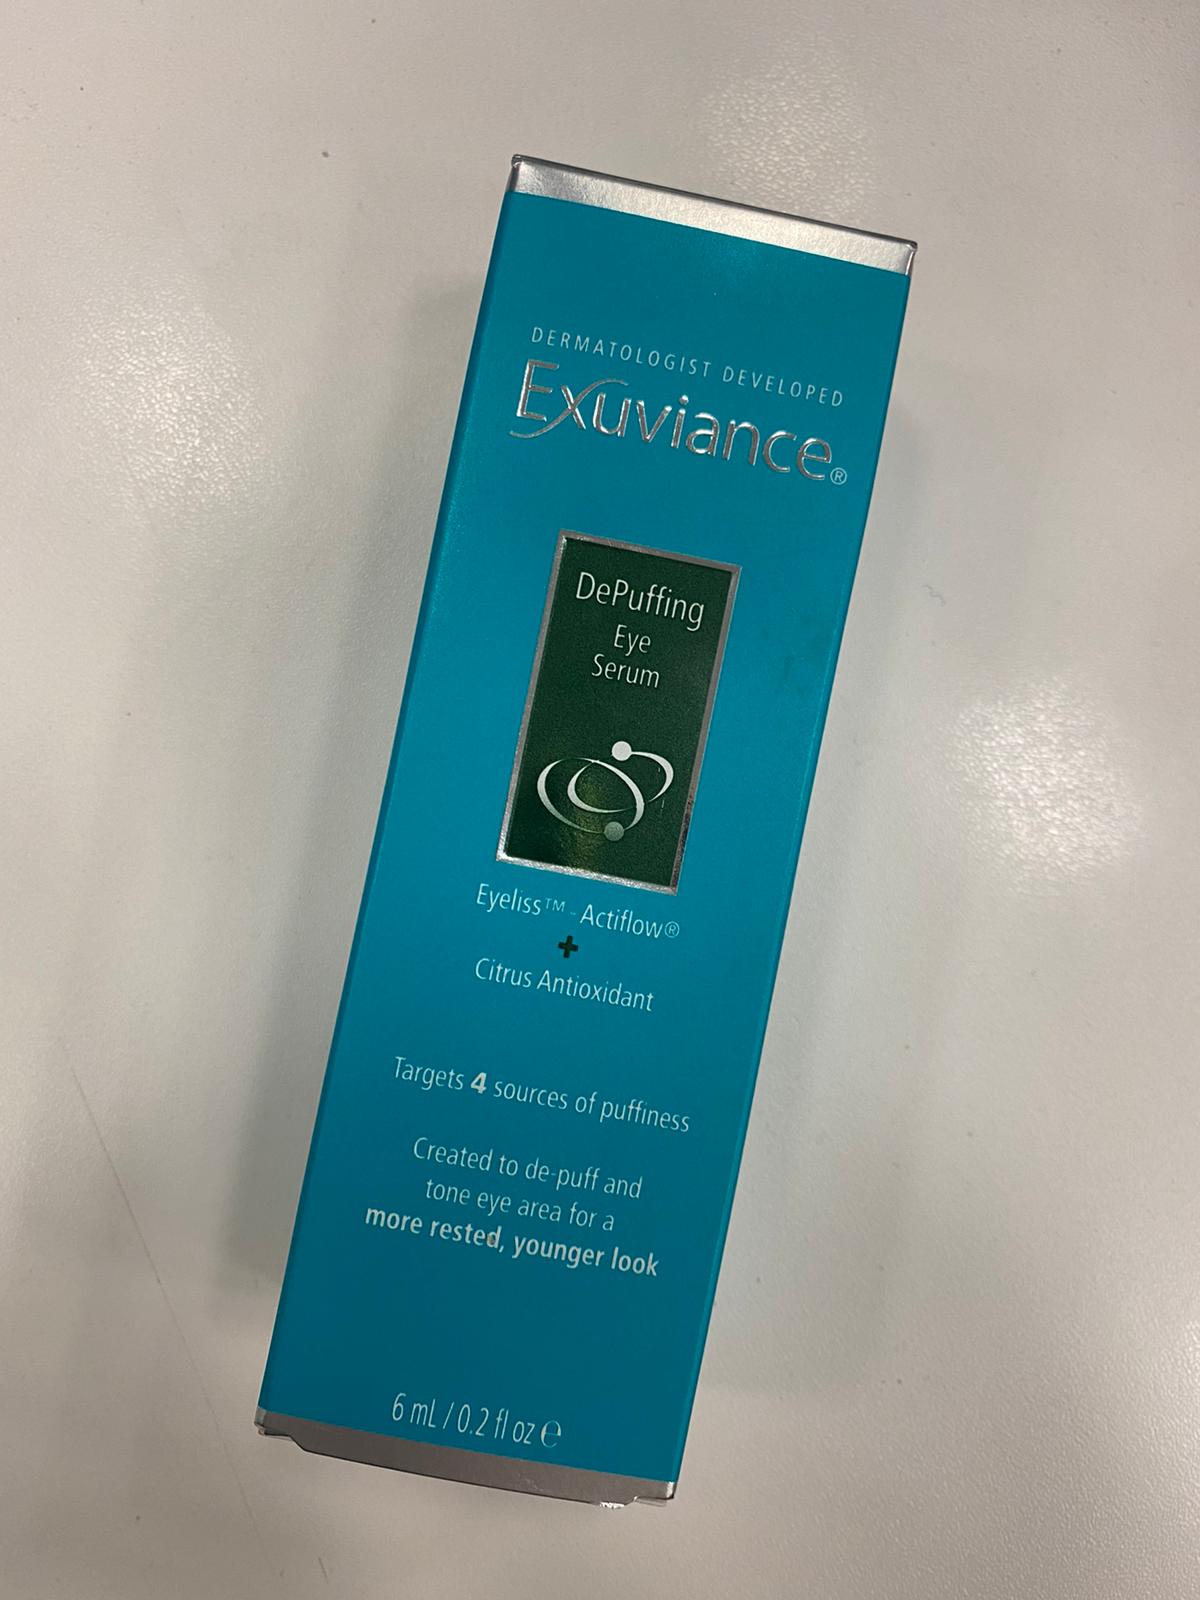 DERMATOLOGIST DEVELOPED
Exuviance®
DePuffing
Eye
Serum
Eyeliss™ - Actiflow®
+
Citrus Antioxidant
Targets 4 sources of puffiness
Created to de-puff and
tone eye area for a
more rested, younger look
6 mL / 0.2 fl oz ℮